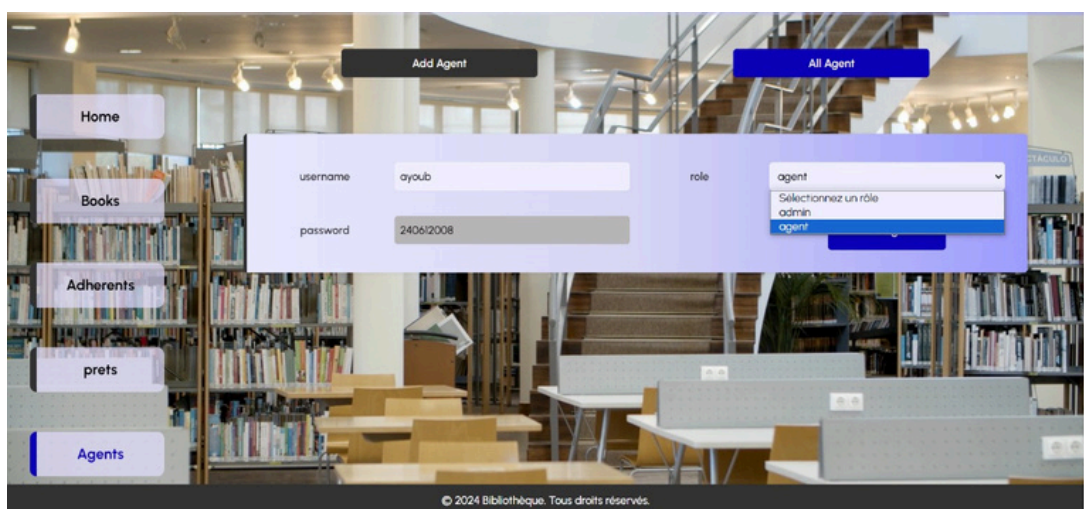 Add Agent
All Agent
Home
Books
Adherents
prets
Agents
username
ayoub
role
agent
Sélectionnez un rôle
admin
agent
password
240612008
© 2024 Bibliothèque. Tous droits réservés.